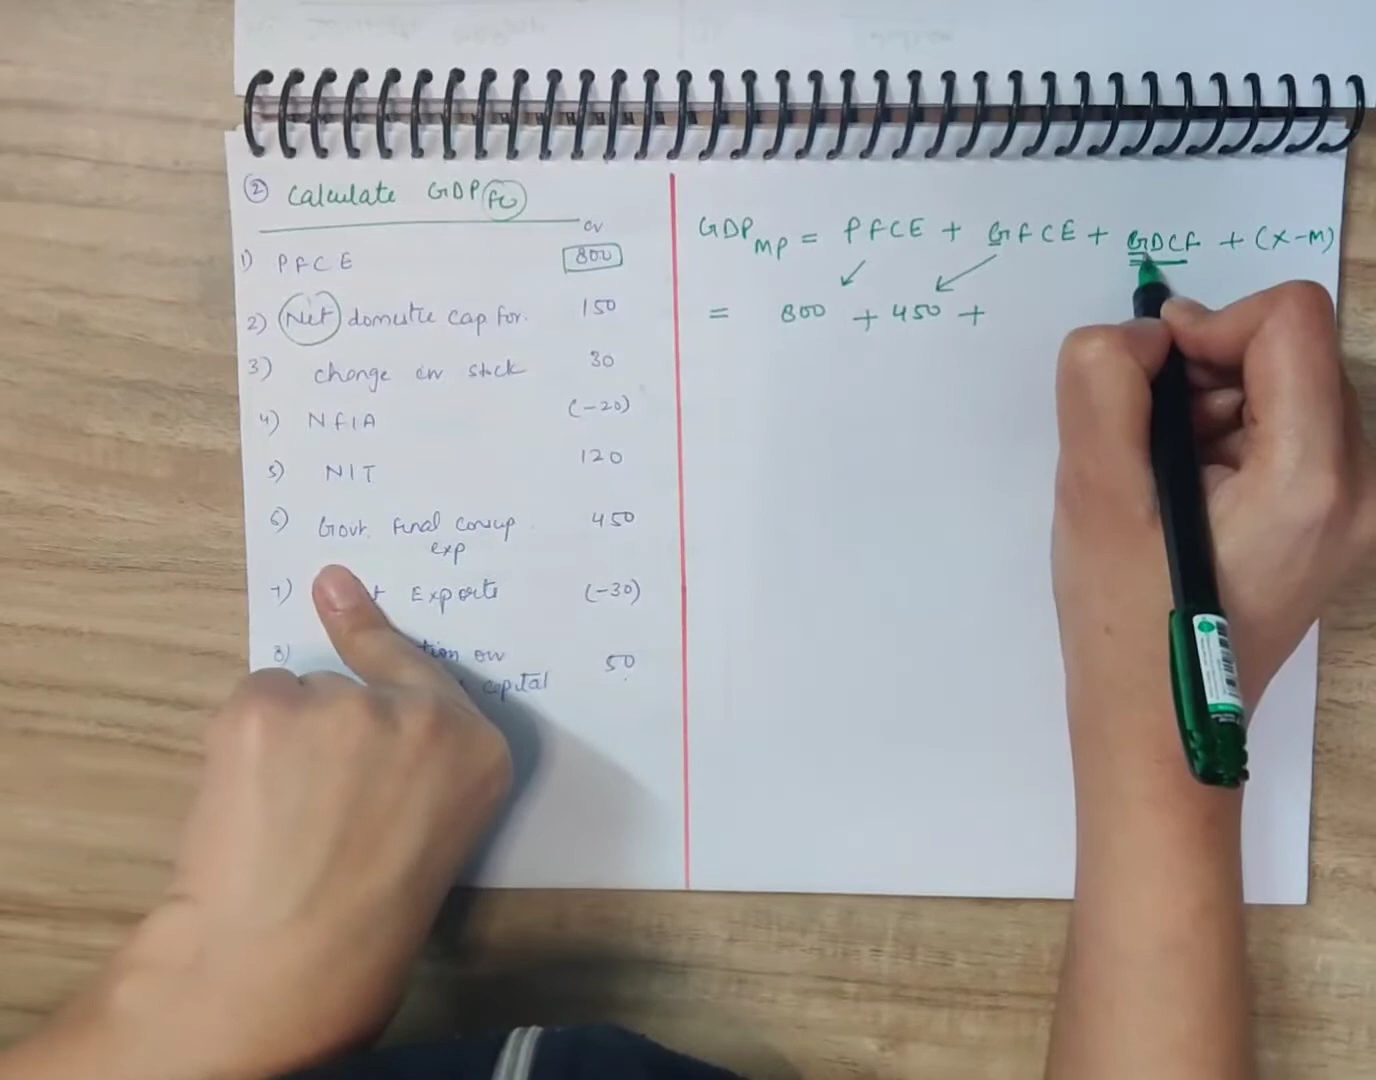 ② Calculate GDP FC
cr
1) PFCE 800
2) Net domestic cap for. 150
3) change in stock 30
4) NFIA (-20)
5) NIT 120
6) Govt. final consup 450
exp
7) Exports (-30)
8) on 50
capital
GDP MP = PFCE + GFCE + GDCF + (X-M)
= 800 + 450 +